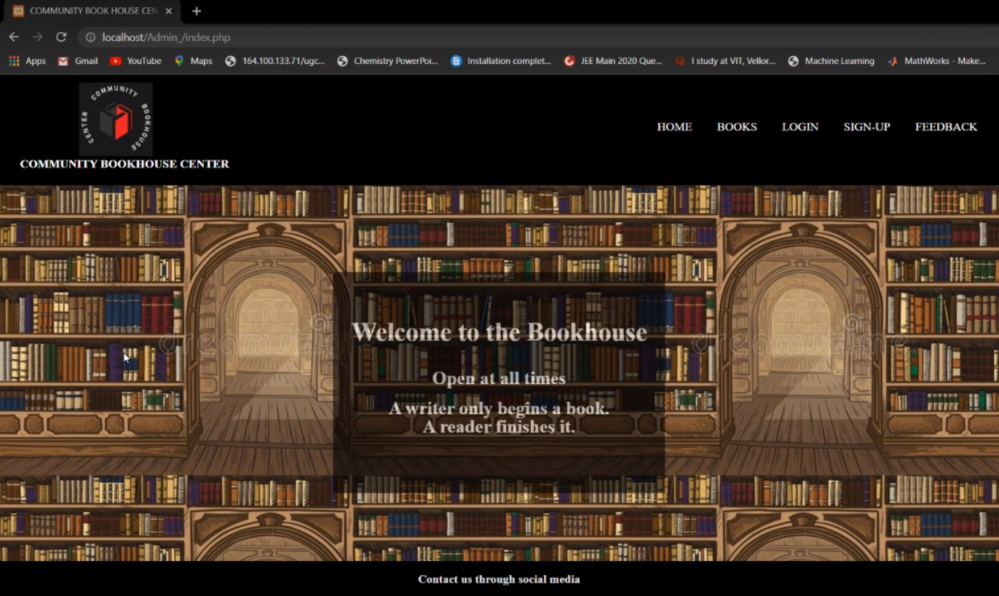 COMMUNITY BOOK HOUSE CEN
localhost/Admin_/index.php
Apps
Gmail
YouTube
Maps
164.100.133.71/ugc...
Chemistry PowerPoi...
Installation complet...
JEE Main 2020 Que...
I study at VIT, Vellor...
Machine Learning
MathWorks - Make...
COMMUNITY BOOKHOUSE CENTER
COMMUNITY BOOKHOUSE CENTER
HOME
BOOKS
LOGIN
SIGN-UP
FEEDBACK
Welcome to the Bookhouse
Open at all times
A writer only begins a book.
A reader finishes it.
dreamstime
dreamstime
Contact us through social media